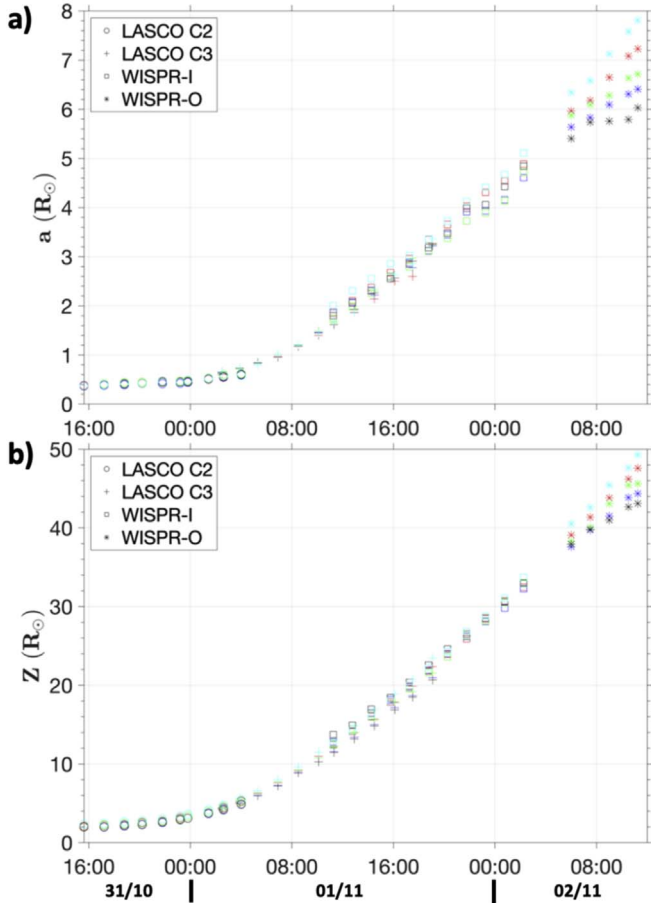 a)
8
7
6
5
4
3
2
1
0
a (R☉)
LASCO C2
LASCO C3
WISPR-I
WISPR-O
16:00 00:00 08:00 16:00 00:00 08:00
b)
50
40
30
20
10
0
Z (R☉)
LASCO C2
LASCO C3
WISPR-I
WISPR-O
16:00 00:00 08:00 16:00 00:00 08:00
31/10 01/11 02/11